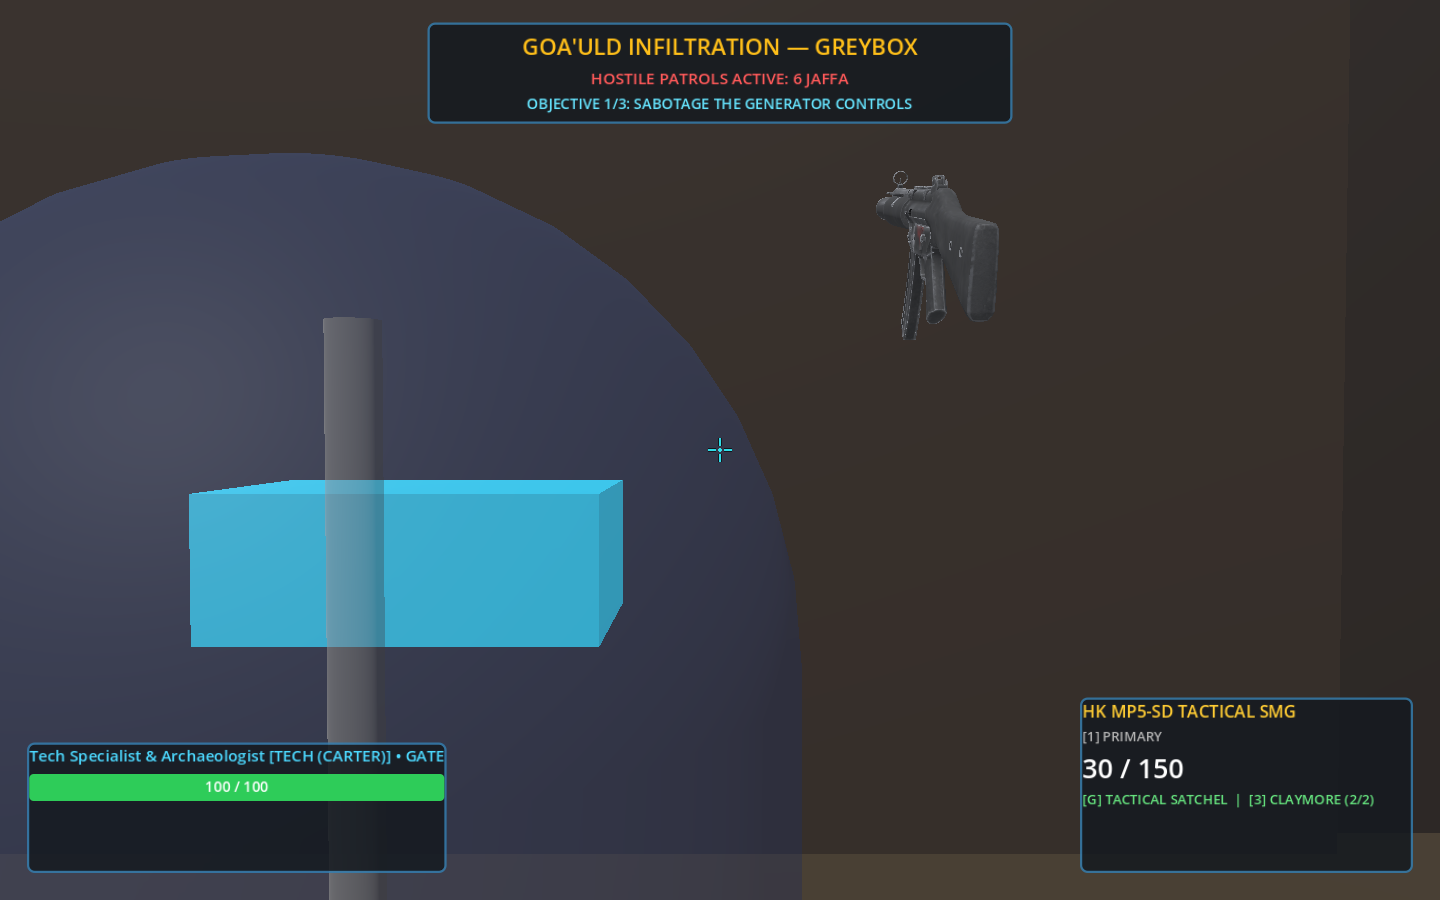 GOA'ULD INFILTRATION — GREYBOX
HOSTILE PATROLS ACTIVE: 6 JAFFA
OBJECTIVE 1/3: SABOTAGE THE GENERATOR CONTROLS
Tech Specialist & Archaeologist [TECH (CARTER)] • GATE
100 / 100
HK MP5-SD TACTICAL SMG
[1] PRIMARY
30 / 150
[G] TACTICAL SATCHEL | [3] CLAYMORE (2/2)